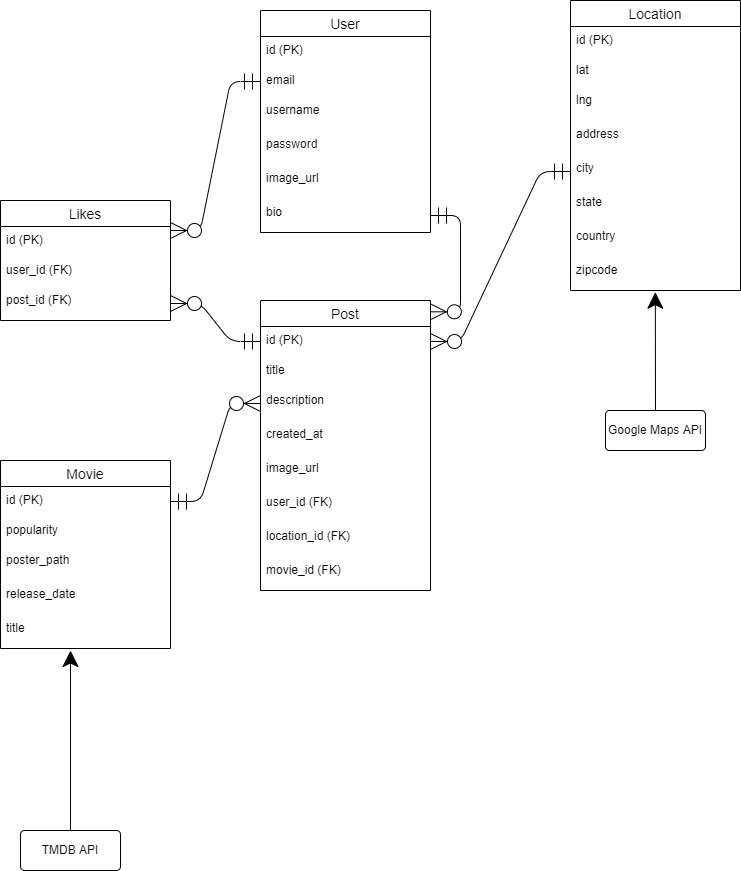 User
id (PK)
email
username
password
image_url
bio
Location
id (PK)
lat
lng
address
city
state
country
zipcode
Likes
id (PK)
user_id (FK)
post_id (FK)
Post
id (PK)
title
description
created_at
image_url
user_id (FK)
location_id (FK)
movie_id (FK)
Google Maps API
Movie
id (PK)
popularity
poster_path
release_date
title
TMDB API